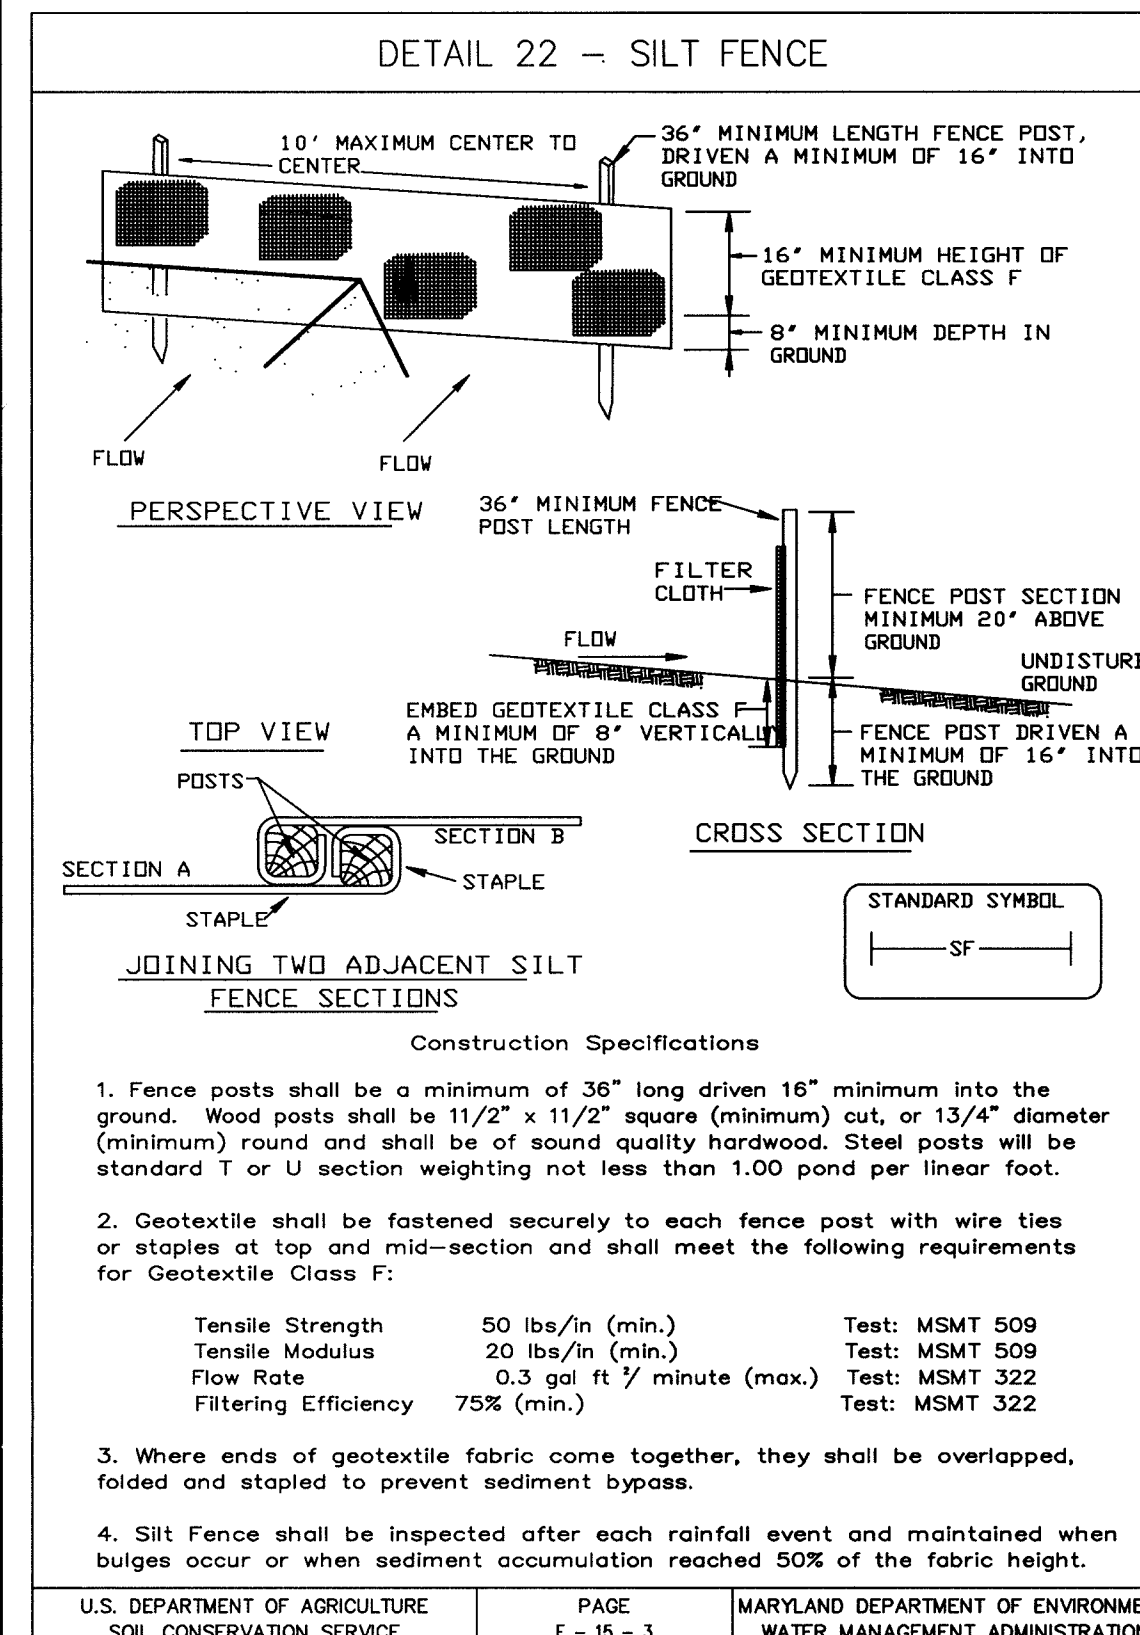 DETAIL 22 – SILT FENCE
10' MAXIMUM CENTER TO
CENTER
36" MINIMUM LENGTH FENCE POST,
DRIVEN A MINIMUM OF 16" INTO
GROUND
16" MINIMUM HEIGHT OF
GEOTEXTILE CLASS F
8" MINIMUM DEPTH IN
GROUND
FLOW
FLOW
PERSPECTIVE VIEW
36" MINIMUM FENCE
POST LENGTH
FILTER
CLOTH
FENCE POST SECTION
MINIMUM 20" ABOVE
GROUND
FLOW
UNDISTURB
GROUND
EMBED GEOTEXTILE CLASS F
A MINIMUM OF 8" VERTICALLY
INTO THE GROUND
FENCE POST DRIVEN A
MINIMUM OF 16" INTO
THE GROUND
CROSS SECTION
TOP VIEW
POSTS
SECTION B
SECTION A
STAPLE
STAPLE
JOINING TWO ADJACENT SILT
FENCE SECTIONS
STANDARD SYMBOL
SF
Construction Specifications
1. Fence posts shall be a minimum of 36" long driven 16" minimum into the
ground. Wood posts shall be 11/2" x 11/2" square (minimum) cut, or 13/4" diameter
(minimum) round and shall be of sound quality hardwood. Steel posts will be
standard T or U section weighting not less than 1.00 pond per linear foot.
2. Geotextile shall be fastened securely to each fence post with wire ties
or staples at top and mid–section and shall meet the following requirements
for Geotextile Class F:
Tensile Strength 50 lbs/in (min.) Test: MSMT 509
Tensile Modulus 20 lbs/in (min.) Test: MSMT 509
Flow Rate 0.3 gal ft ²/ minute (max.) Test: MSMT 322
Filtering Efficiency 75% (min.) Test: MSMT 322
3. Where ends of geotextile fabric come together, they shall be overlapped,
folded and stapled to prevent sediment bypass.
4. Silt Fence shall be inspected after each rainfall event and maintained when
bulges occur or when sediment accumulation reached 50% of the fabric height.
U.S. DEPARTMENT OF AGRICULTURE
SOIL CONSERVATION SERVICE
PAGE
E – 15 – 3
MARYLAND DEPARTMENT OF ENVIRONME
WATER MANAGEMENT ADMINISTRATION